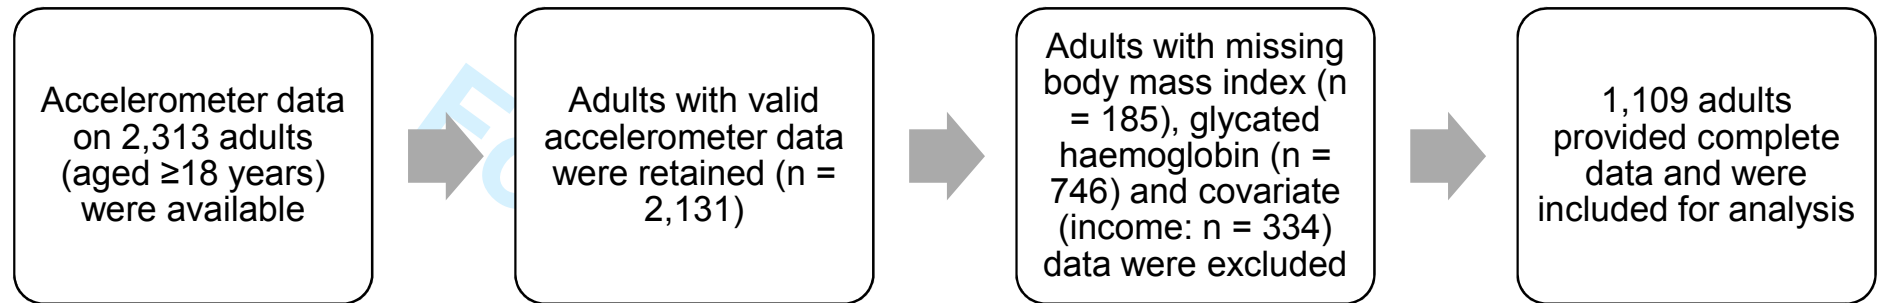 Accelerometer data
on 2,313 adults
(aged ≥18 years)
were available
Adults with valid
accelerometer data
were retained (n =
2,131)
Adults with missing
body mass index (n
= 185), glycated
haemoglobin (n =
746) and covariate
(income: n = 334)
data were excluded
1,109 adults
provided complete
data and were
included for analysis